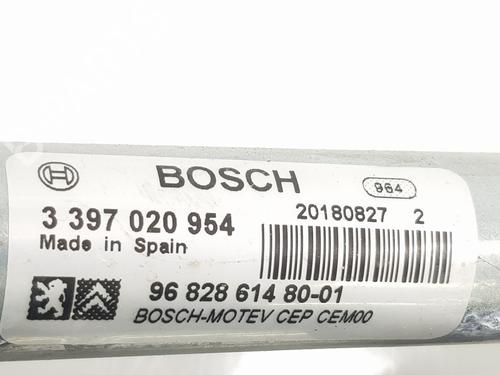 BOSCH
964
3 397 020 954
20180827 2
Made in Spain
96 828 614 80-01
BOSCH-MOTEV CEP CEM00